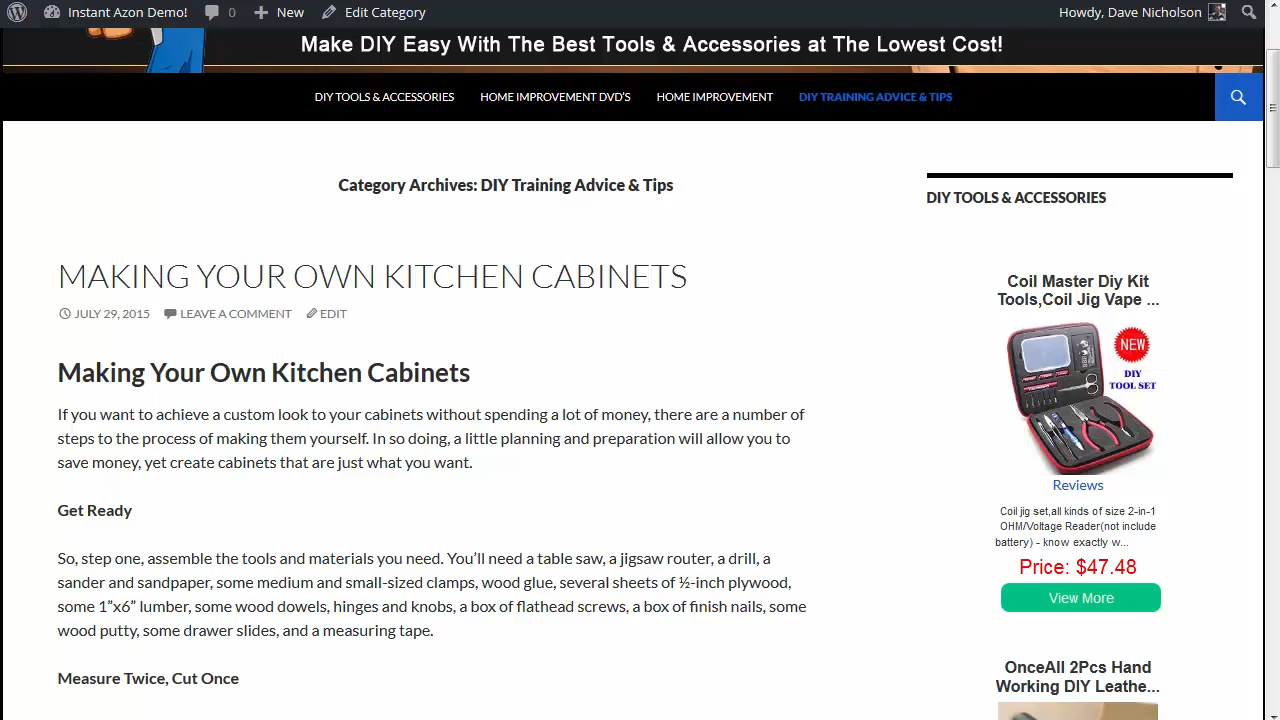 Instant Azon Demo! 0 New Edit Category Howdy, Dave Nicholson
Make DIY Easy With The Best Tools & Accessories at The Lowest Cost!
DIY TOOLS & ACCESSORIES HOME IMPROVEMENT DVD'S HOME IMPROVEMENT DIY TRAINING ADVICE & TIPS
Category Archives: DIY Training Advice & Tips
MAKING YOUR OWN KITCHEN CABINETS
JULY 29, 2015 LEAVE A COMMENT EDIT
Making Your Own Kitchen Cabinets
If you want to achieve a custom look to your cabinets without spending a lot of money, there are a number of
steps to the process of making them yourself. In so doing, a little planning and preparation will allow you to
save money, yet create cabinets that are just what you want.
Get Ready
So, step one, assemble the tools and materials you need. You’ll need a table saw, a jigsaw router, a drill, a
sander and sandpaper, some medium and small-sized clamps, wood glue, several sheets of ½-inch plywood,
some 1”x6” lumber, some wood dowels, hinges and knobs, a box of flathead screws, a box of finish nails, some
wood putty, some drawer slides, and a measuring tape.
Measure Twice, Cut Once
DIY TOOLS & ACCESSORIES
Coil Master Diy Kit
Tools,Coil Jig Vape ...
NEW
DIY
TOOL SET
Reviews
Coil jig set,all kinds of size 2-in-1
OHM/Voltage Reader(not include
battery) - know exactly w...
Price: $47.48
View More
OnceAll 2Pcs Hand
Working DIY Leathe...